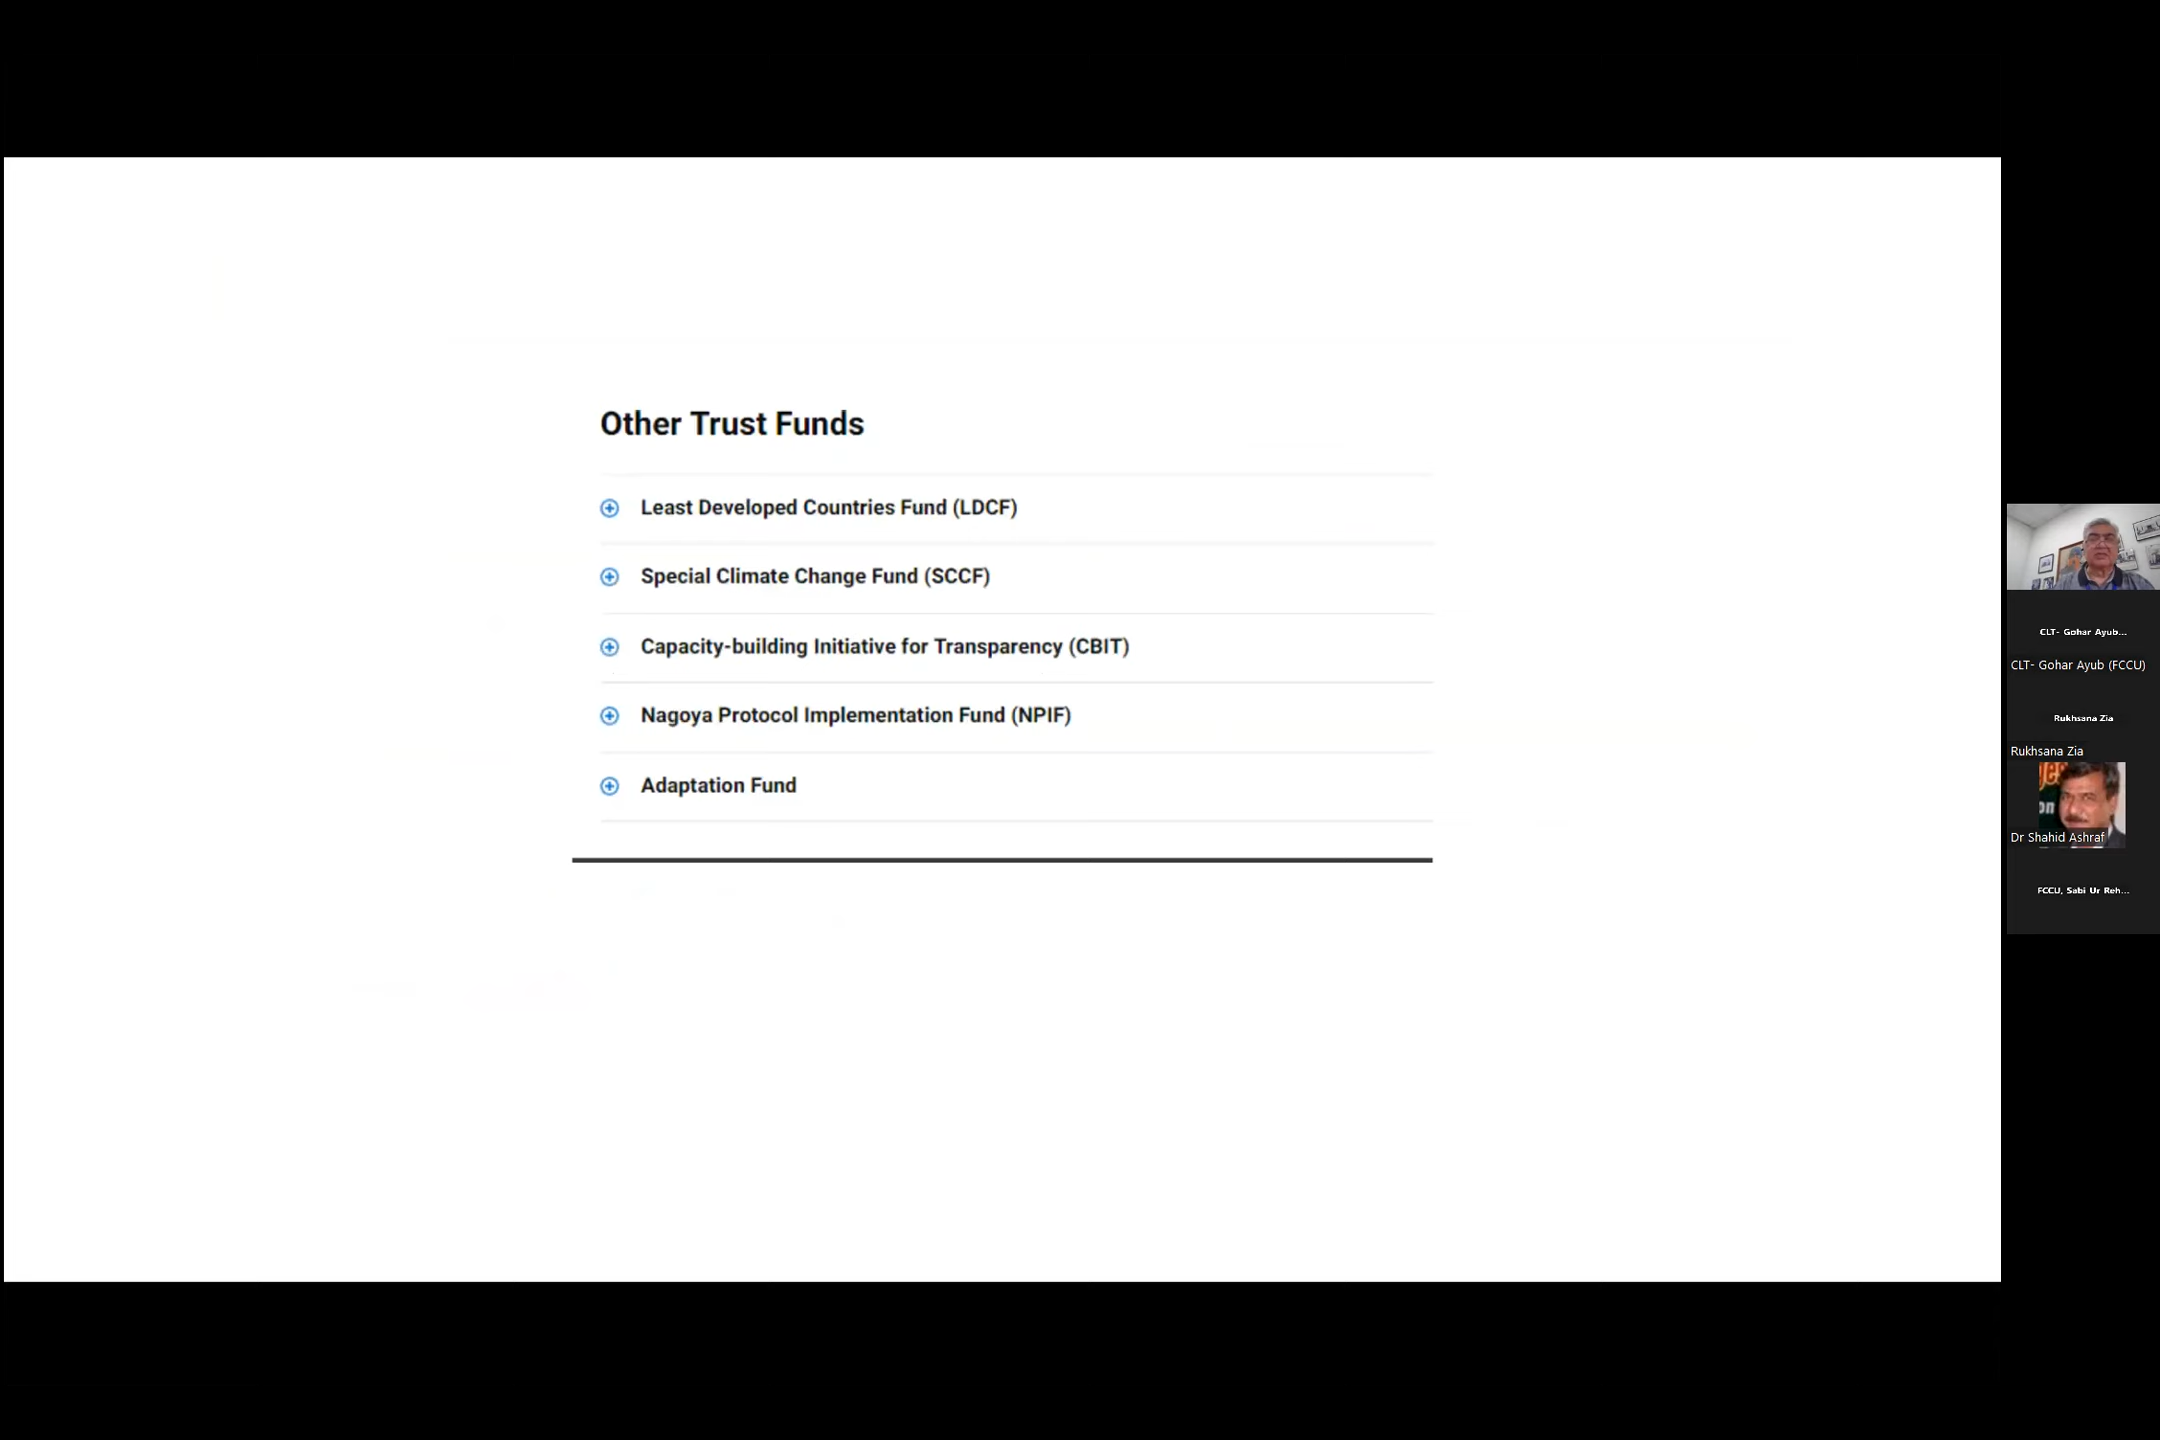 Other Trust Funds
Least Developed Countries Fund (LDCF)
Special Climate Change Fund (SCCF)
Capacity-building Initiative for Transparency (CBIT)
Nagoya Protocol Implementation Fund (NPIF)
Adaptation Fund
CLT- Gohar Ayub...
CLT- Gohar Ayub (FCCU)
Rukhsana Zia
Rukhsana Zia
Dr Shahid Ashraf
FCCU, Sabi Ur Reh...